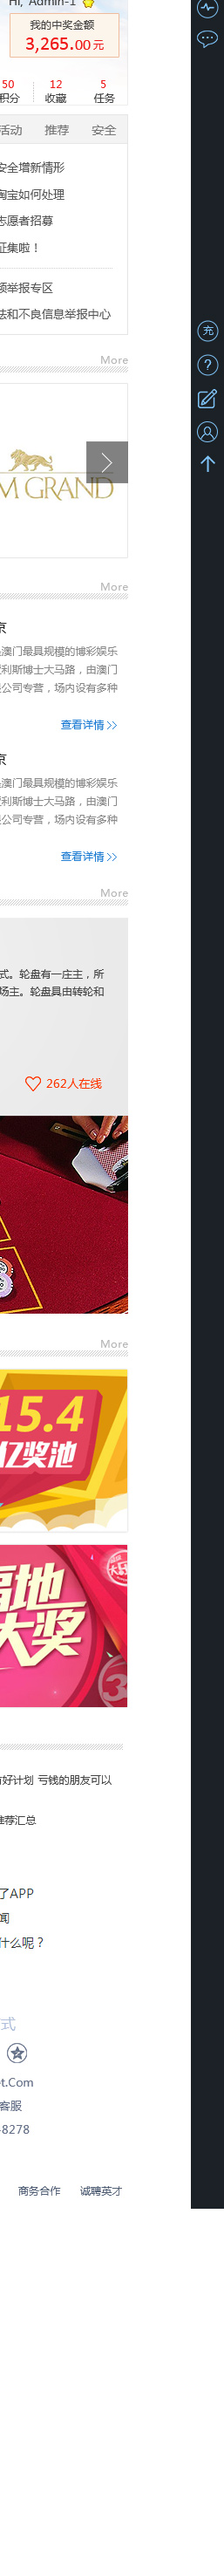 Hi, Admin-1
我的中奖金额
3,265.00元
50 12 5
积分 收藏 任务
活动 推荐 安全
安全增新情形
淘宝如何处理
志愿者招募
征集啦！
频举报专区
法和不良信息举报中心
充
More
M GRAND
More
京
澳门最具规模的博彩娱乐
利斯博士大马路，由澳门
公司专营，场内设有多种
查看详情
京
澳门最具规模的博彩娱乐
利斯博士大马路，由澳门
公司专营，场内设有多种
查看详情
More
式。轮盘有一庄主，所
场主。轮盘具由转轮和
262人在线
More
15.4
亿奖池
福地
大奖
好计划 亏钱的朋友可以
推荐汇总
了APP
闻
什么呢？
式
et.Com
客服
-8278
商务合作 诚聘英才